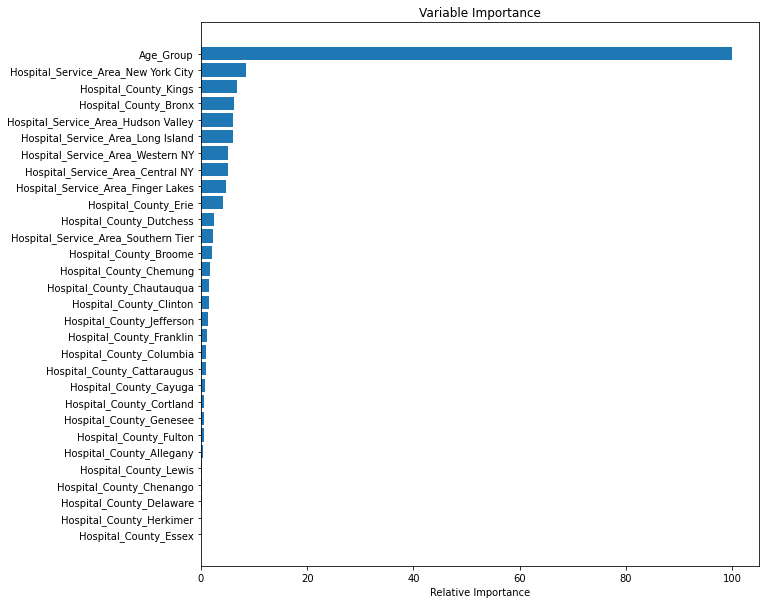 Variable Importance
Age_Group
Hospital_Service_Area_New York City
Hospital_County_Kings
Hospital_County_Bronx
Hospital_Service_Area_Hudson Valley
Hospital_Service_Area_Long Island
Hospital_Service_Area_Western NY
Hospital_Service_Area_Central NY
Hospital_Service_Area_Finger Lakes
Hospital_County_Erie
Hospital_County_Dutchess
Hospital_Service_Area_Southern Tier
Hospital_County_Broome
Hospital_County_Chemung
Hospital_County_Chautauqua
Hospital_County_Clinton
Hospital_County_Jefferson
Hospital_County_Franklin
Hospital_County_Columbia
Hospital_County_Cattaraugus
Hospital_County_Cayuga
Hospital_County_Cortland
Hospital_County_Genesee
Hospital_County_Fulton
Hospital_County_Allegany
Hospital_County_Lewis
Hospital_County_Chenango
Hospital_County_Delaware
Hospital_County_Herkimer
Hospital_County_Essex
0 20 40 60 80 100
Relative Importance